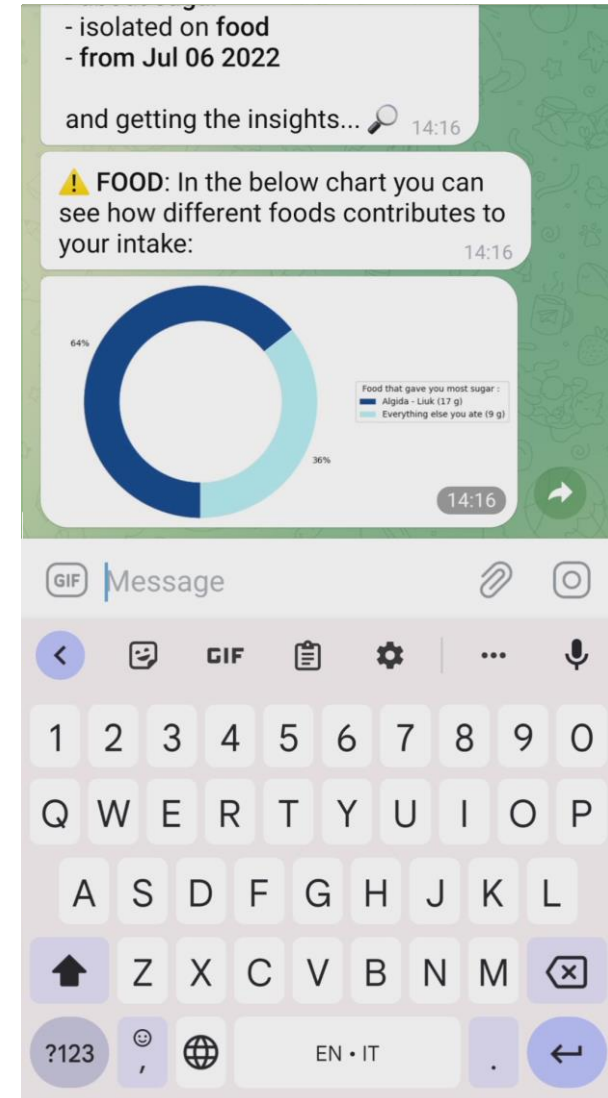 - isolated on food
- from Jul 06 2022
and getting the insights... 14:16
FOOD: In the below chart you can
see how different foods contributes to
your intake:
14:16
64%
Food that gave you most sugar :
Algida - Liuk (17 g)
Everything else you ate (9 g)
36%
14:16
GIF Message
GIF
1 2 3 4 5 6 7 8 9 0
Q W E R T Y U I O P
A S D F G H J K L
Z X C V B N M
?123 , EN • IT .